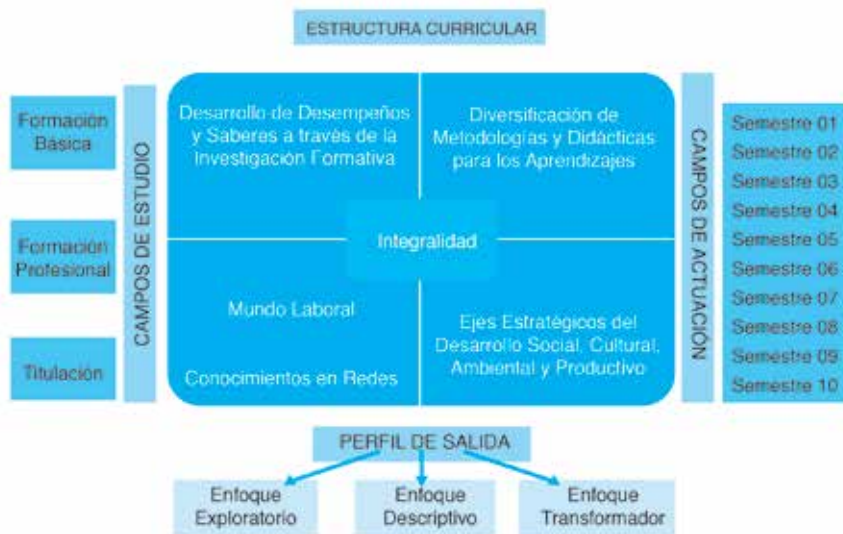 ESTRUCTURA CURRICULAR
Formación
Básica
Formación
Profesional
Titulación
CAMPOS DE ESTUDIO
Desarrollo de Desempeños
y Saberes a través de la
Investigación Formativa
Diversificación de
Metodologías y Didácticas
para los Aprendizajes
Integralidad
Mundo Laboral
Conocimientos en Redes
Ejes Estratégicos del
Desarrollo Social, Cultural,
Ambiental y Productivo
CAMPOS DE ACTUACIÓN
Semestre 01
Semestre 02
Semestre 03
Semestre 04
Semestre 05
Semestre 06
Semestre 07
Semestre 08
Semestre 09
Semestre 10
PERFIL DE SALIDA
Enfoque
Exploratorio
Enfoque
Descriptivo
Enfoque
Transformador